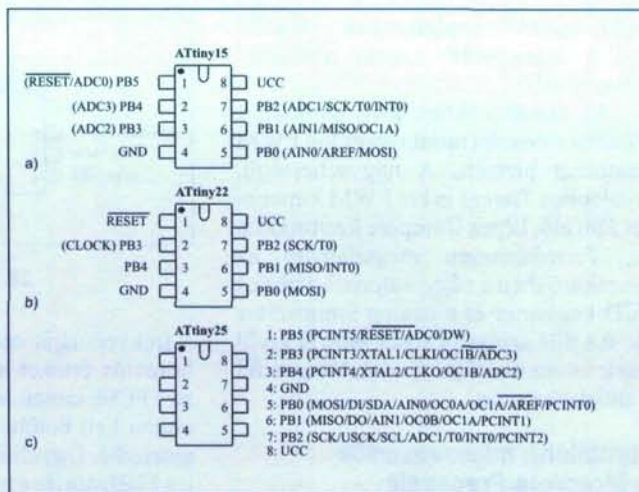 ATtiny15
(RESET/ADC0) PB5 1 8 UCC
(ADC3) PB4 2 7 PB2 (ADC1/SCK/T0/INT0)
(ADC2) PB3 3 6 PB1 (AIN1/MISO/OC1A)
GND 4 5 PB0 (AIN0/AREF/MOSI)
a)
ATtiny22
RESET 1 8 UCC
(CLOCK) PB3 2 7 PB2 (SCK/T0)
PB4 3 6 PB1 (MISO/INT0)
GND 4 5 PB0 (MOSI)
b)
ATtiny25
1 8
2 7
3 6
4 5
c)
1: PB5 (PCINT5/RESET/ADC0/DW)
2: PB3 (PCINT3/XTAL1/CLKI/OC1B/ADC3)
3: PB4 (PCINT4/XTAL2/CLKO/OC1B/ADC2)
4: GND
5: PB0 (MOSI/DI/SDA/AIN0/OC0A/OC1A/AREF/PCINT0)
6: PB1 (MISO/DO/AIN1/OC0B/OC1A/PCINT1)
7: PB2 (SCK/USCK/SCL/ADC1/T0/INT0/PCINT2)
8: UCC